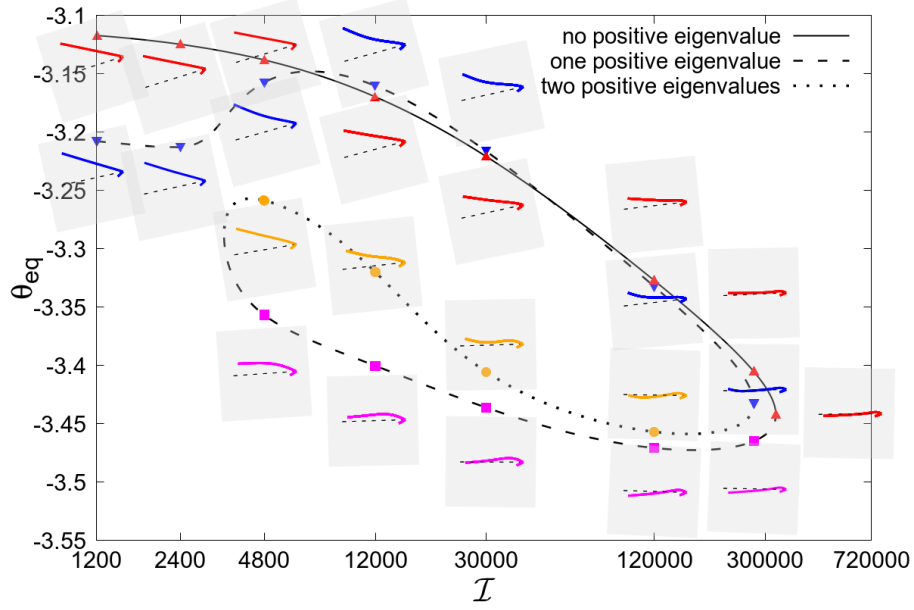 no positive eigenvalue
one positive eigenvalue
two positive eigenvalues
-3.1
-3.15
-3.2
-3.25
-3.3
-3.35
-3.4
-3.45
-3.5
-3.55
θeq
1200 2400 4800 12000 30000 120000 300000 720000
𝓘